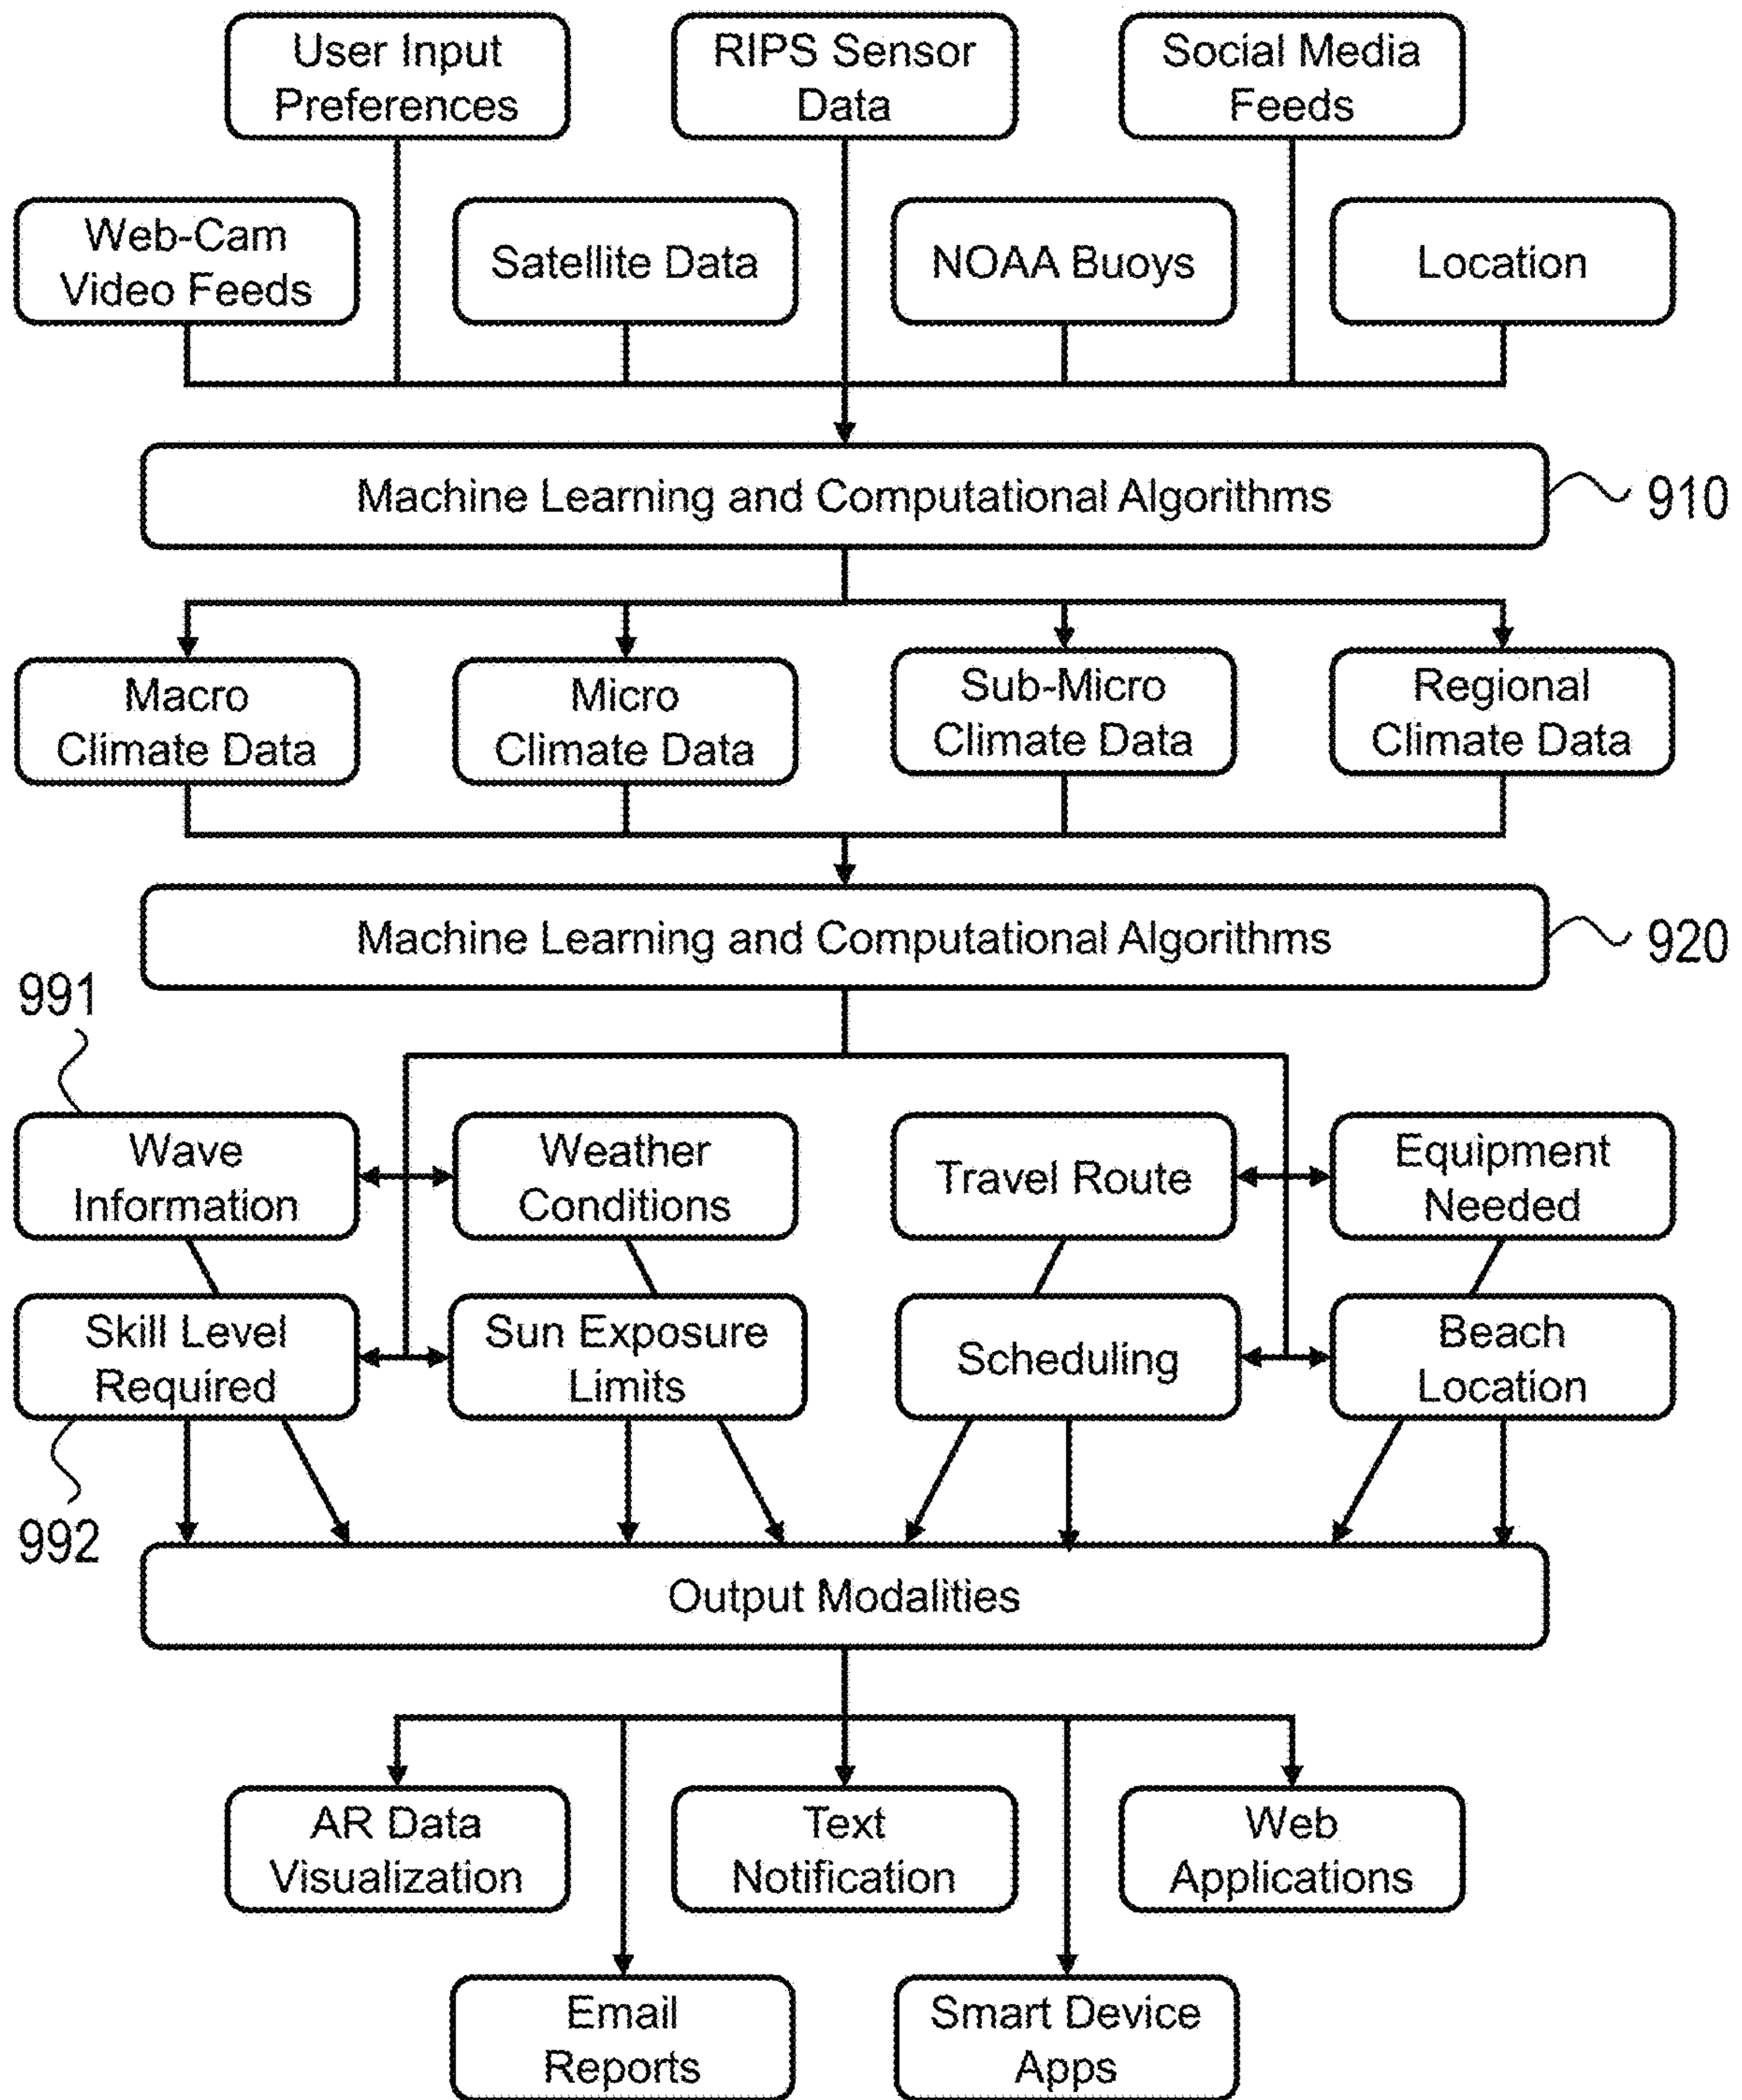 User Input
Preferences
RIPS Sensor
Data
Social Media
Feeds
Web-Cam
Video Feeds
Satellite Data
NOAA Buoys
Location
Machine Learning and Computational Algorithms
910
Macro
Climate Data
Micro
Climate Data
Sub-Micro
Climate Data
Regional
Climate Data
Machine Learning and Computational Algorithms
920
991
Wave
Information
Weather
Conditions
Travel Route
Equipment
Needed
Skill Level
Required
Sun Exposure
Limits
Scheduling
Beach
Location
992
Output Modalities
AR Data
Visualization
Text
Notification
Web
Applications
Email
Reports
Smart Device
Apps